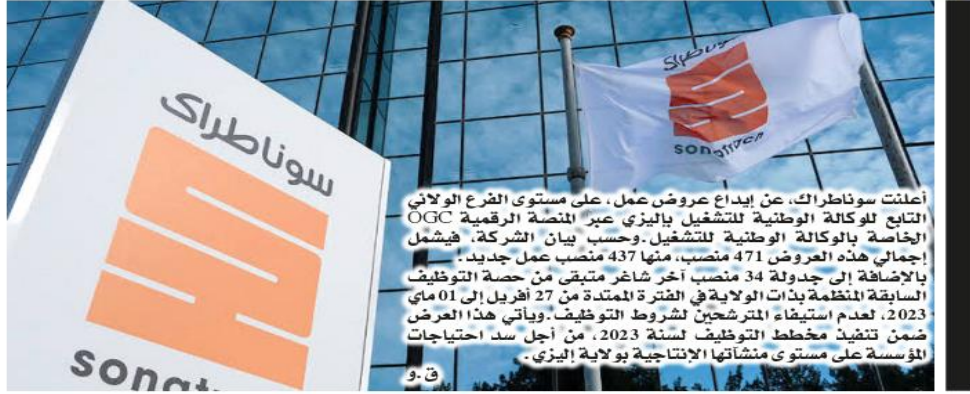 سوناطراك
sonatrach
سوناطراك
sonatrach
أعلنت سوناطراك، عن إيداع عروض عمل، على مستوى الفرع الولائي
التابع للوكالة الوطنية للتشغيل بإليزي عبر المنصة الرقمية OGC
الخاصة بالوكالة الوطنية للتشغيل.وحسب بيان الشركة، فيشمل
إجمالي هذه العروض 471 منصب، منها 437 منصب عمل جديد.
بالإضافة إلى جدولة 34 منصب آخر شاغر متبقى من حصة التوظيف
السابقة المنظمة بذات الولاية في الفترة الممتدة من 27 أفريل إلى 01 ماي
2023، لعدم استيفاء المترشحين لشروط التوظيف.ويأتي هذا العرض
ضمن تنفيذ مخطط التوظيف لسنة 2023، من أجل سد احتياجات
المؤسسة على مستوى منشآتها الإنتاجية بولاية إليزي.
ق.و